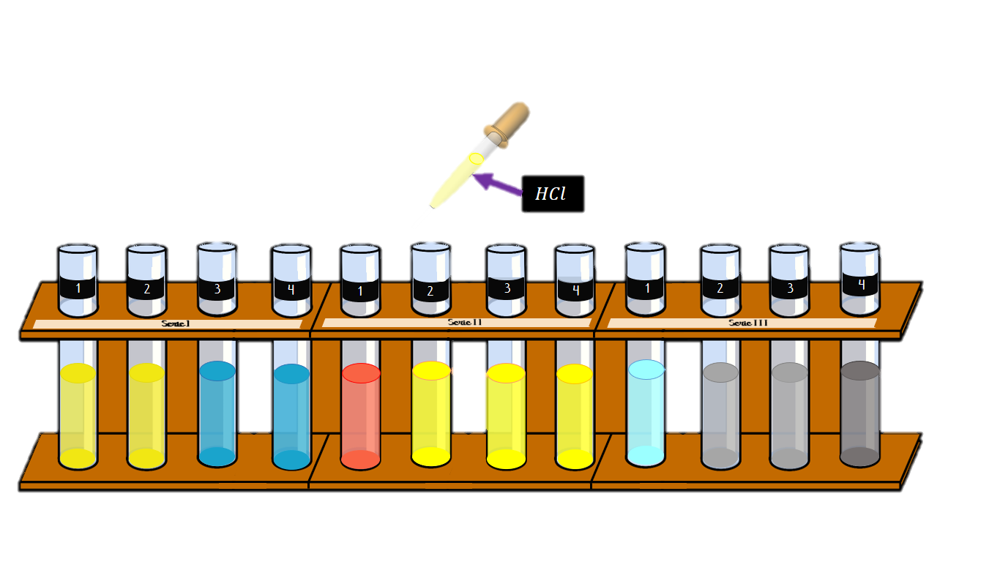 HCl
1 2 3 4 1 2 3 4 1 2 3 4
Serie I Serie II Serie III